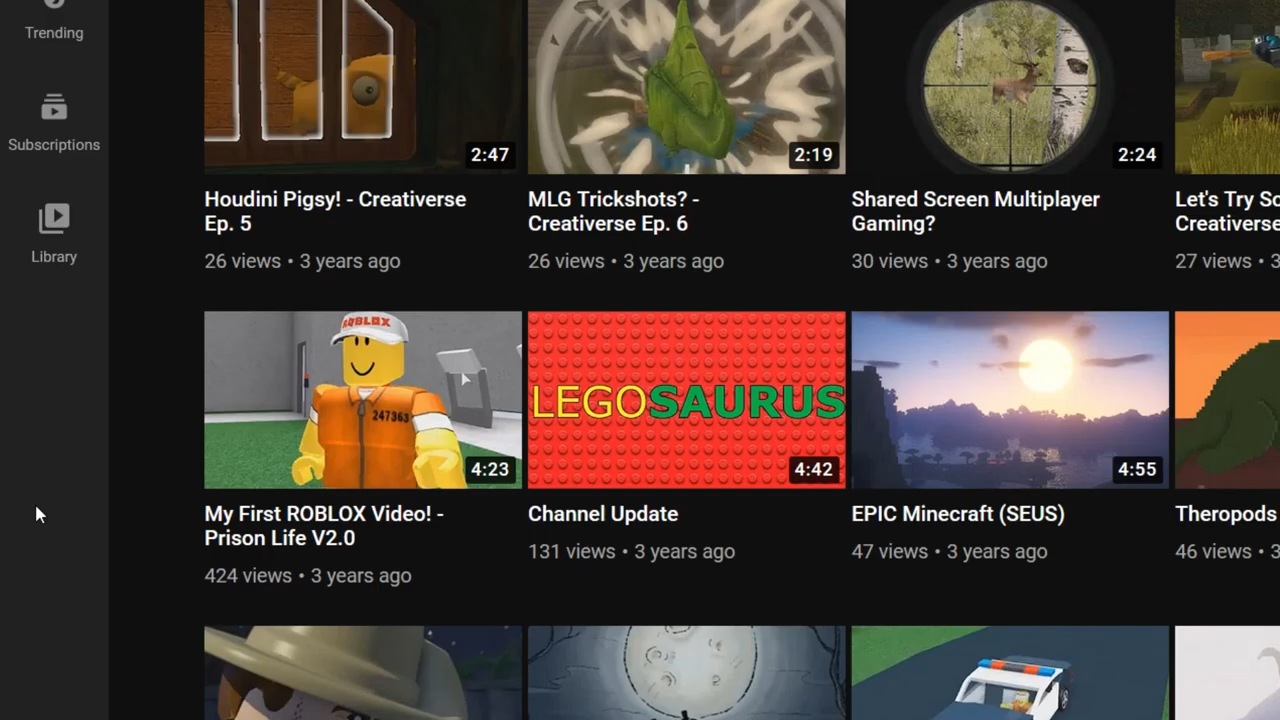 Trending
Subscriptions
Library
2:47
2:19
2:24
Houdini Pigsy! - Creativerse
Ep. 5
26 views • 3 years ago
MLG Trickshots? -
Creativerse Ep. 6
26 views • 3 years ago
Shared Screen Multiplayer
Gaming?
30 views • 3 years ago
Let's Try
Creativerse
27 views • 3
ROBLOX
247363
4:23
LEGOSAURUS
4:42
4:55
My First ROBLOX Video! -
Prison Life V2.0
424 views • 3 years ago
Channel Update
131 views • 3 years ago
EPIC Minecraft (SEUS)
47 views • 3 years ago
Theropods
46 views • 3